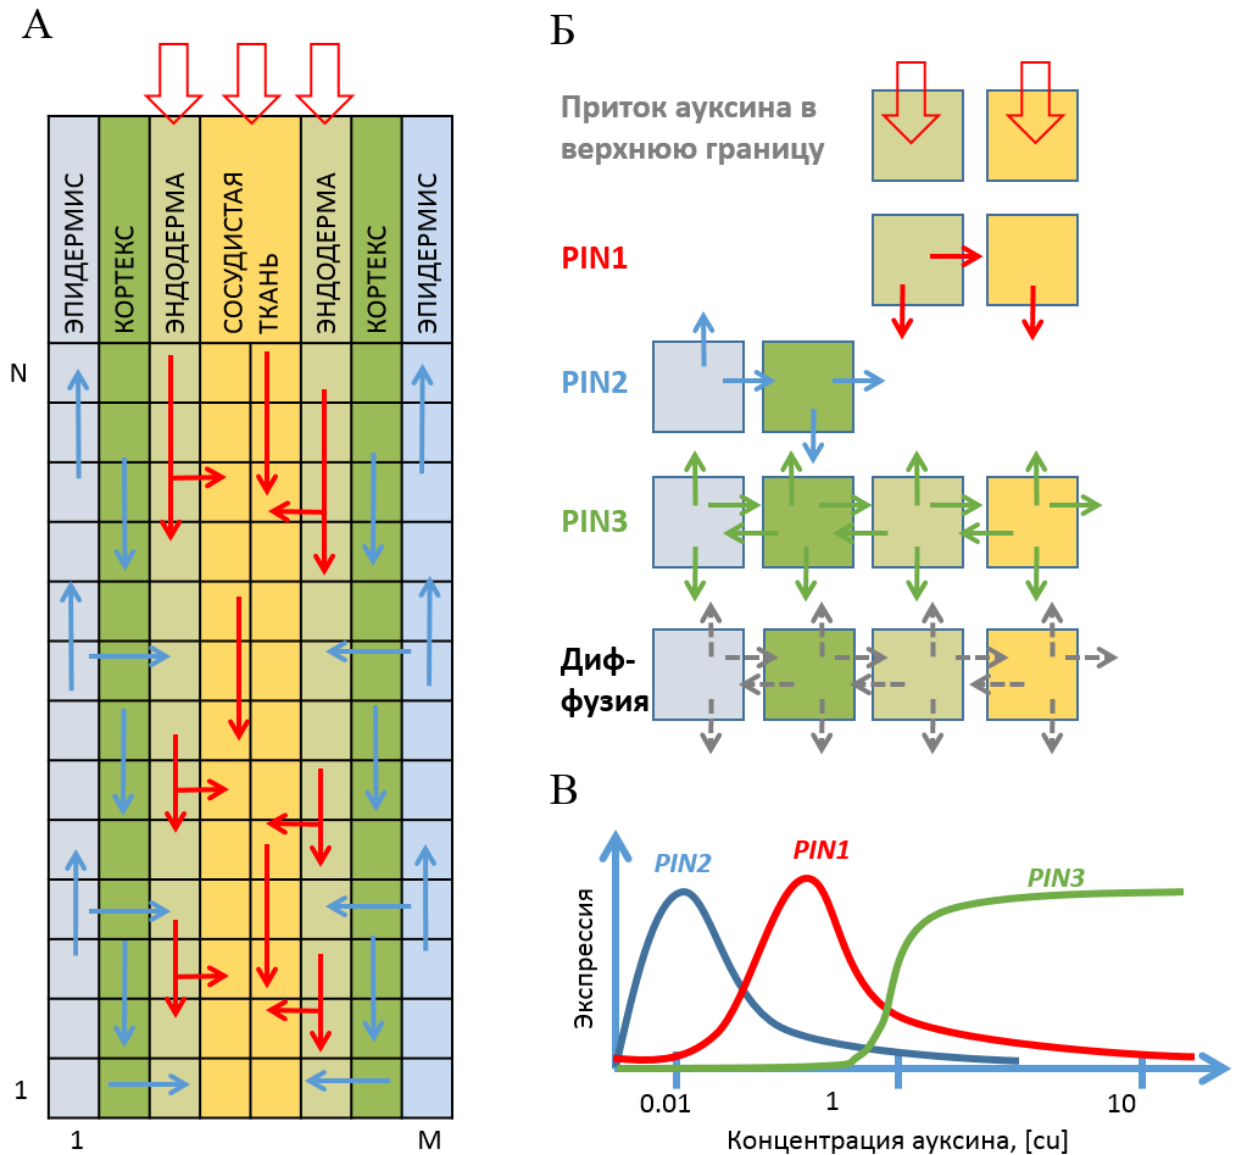 А
ЭПИДЕРМИС
КОРТЕКС
ЭНДОДЕРМА
СОСУДИСТАЯ
ТКАНЬ
ЭНДОДЕРМА
КОРТЕКС
ЭПИДЕРМИС
N
1
1
M
Б
Приток ауксина в
верхнюю границу
PIN1
PIN2
PIN3
Диф-
фузия
В
PIN2
PIN1
PIN3
Экспрессия
0.01
1
10
Концентрация ауксина, [cu]